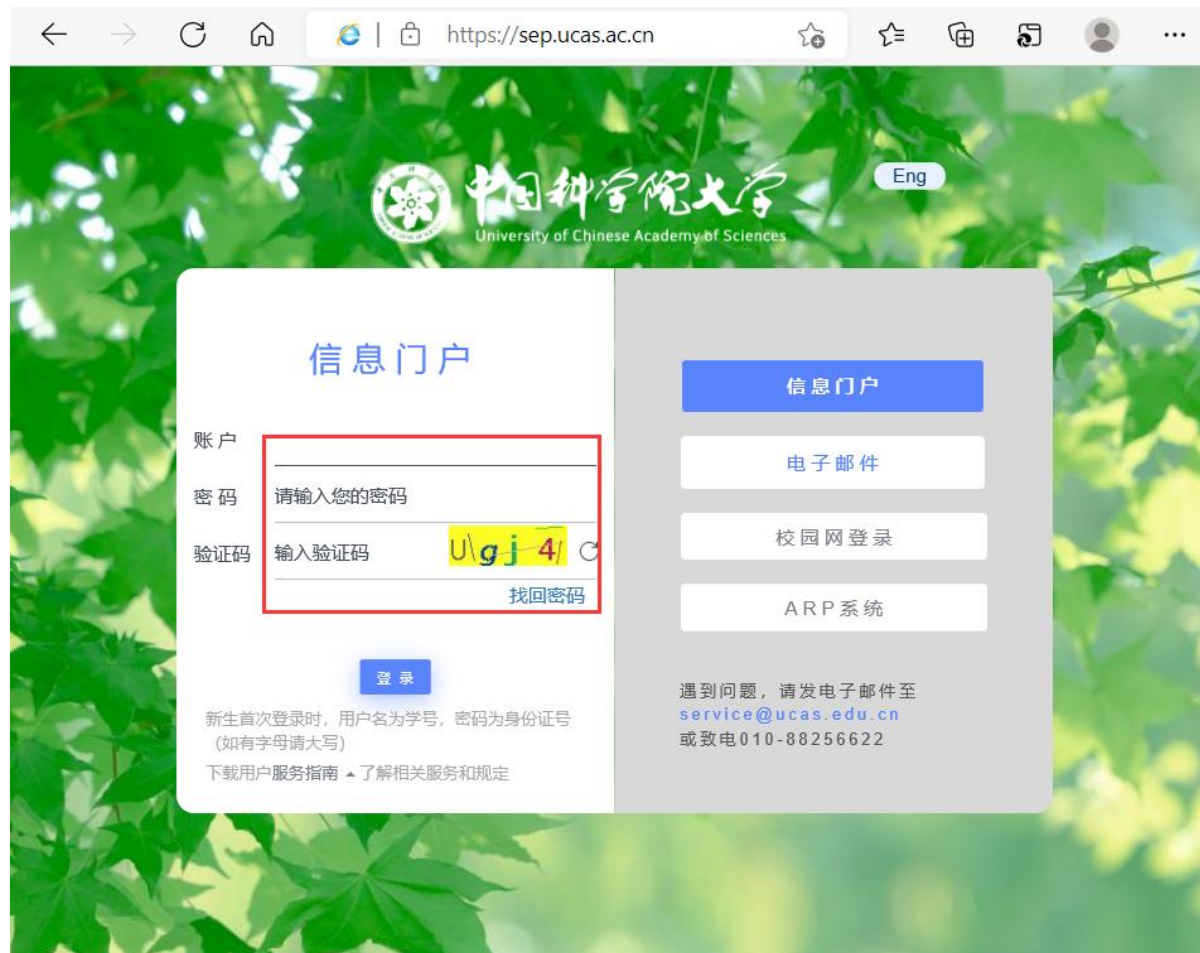 https://sep.ucas.ac.cn
中国科学院大学
University of Chinese Academy of Sciences
Eng
信息门户
账户
密码 请输入您的密码
验证码 输入验证码 Ugj4
找回密码
登录
新生首次登录时，用户名为学号，密码为身份证号
（如有字母请大写）
下载用户服务指南 了解相关服务和规定
信息门户
电子邮件
校园网登录
ARP系统
遇到问题，请发电子邮件至
service@ucas.edu.cn
或致电010-88256622